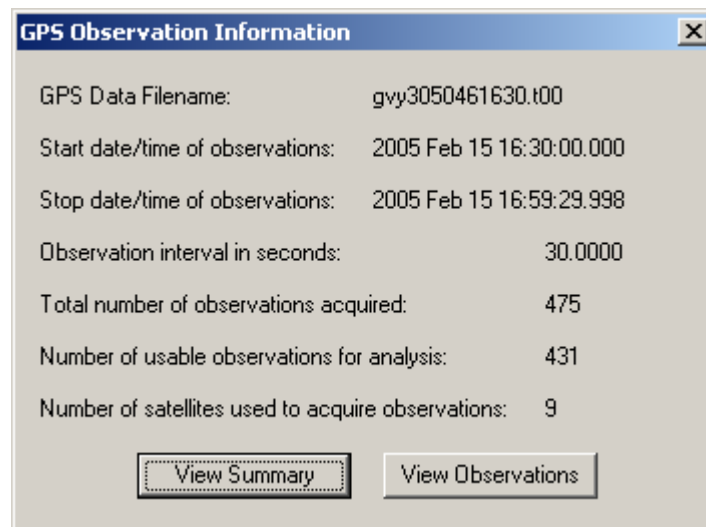 GPS Observation Information
GPS Data Filename: gvy3050461630.t00
Start date/time of observations: 2005 Feb 15 16:30:00.000
Stop date/time of observations: 2005 Feb 15 16:59:29.998
Observation interval in seconds: 30.0000
Total number of observations acquired: 475
Number of usable observations for analysis: 431
Number of satellites used to acquire observations: 9
View Summary View Observations